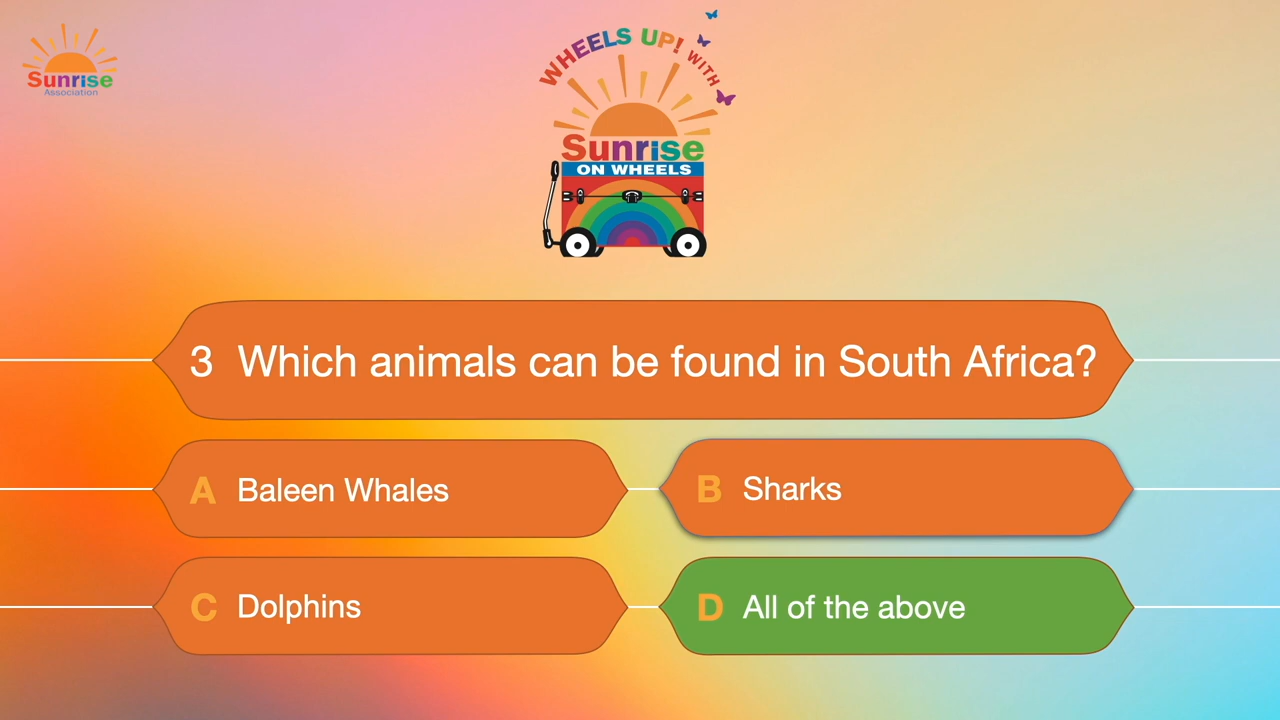 Sunrise
Association
WHEELS UP! WITH
Sunrise
ON WHEELS
3 Which animals can be found in South Africa?
A Baleen Whales
B Sharks
C Dolphins
D All of the above